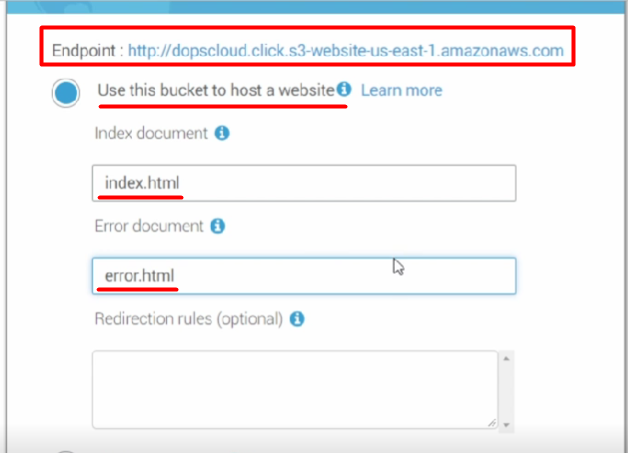 Endpoint : http://dopscloud.click.s3-website-us-east-1.amazonaws.com
Use this bucket to host a website Learn more
Index document
index.html
Error document
error.html
Redirection rules (optional)